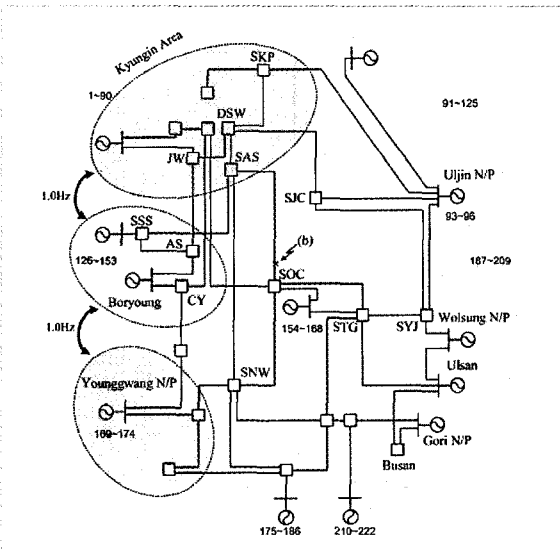 Kyungin Area
SKP
1~90
91~125
DSW
JW
SAS
Uljin N/P
1.0Hz
SJC
93~96
SSS
AS
(b)
126~153
187~209
SOC
Boryoung
CY
154~168
Wolsung N/P
STG
SYJ
1.0Hz
Younggwang N/P
SNW
Ulsan
169~174
Gori N/P
Busan
175~186
210~222